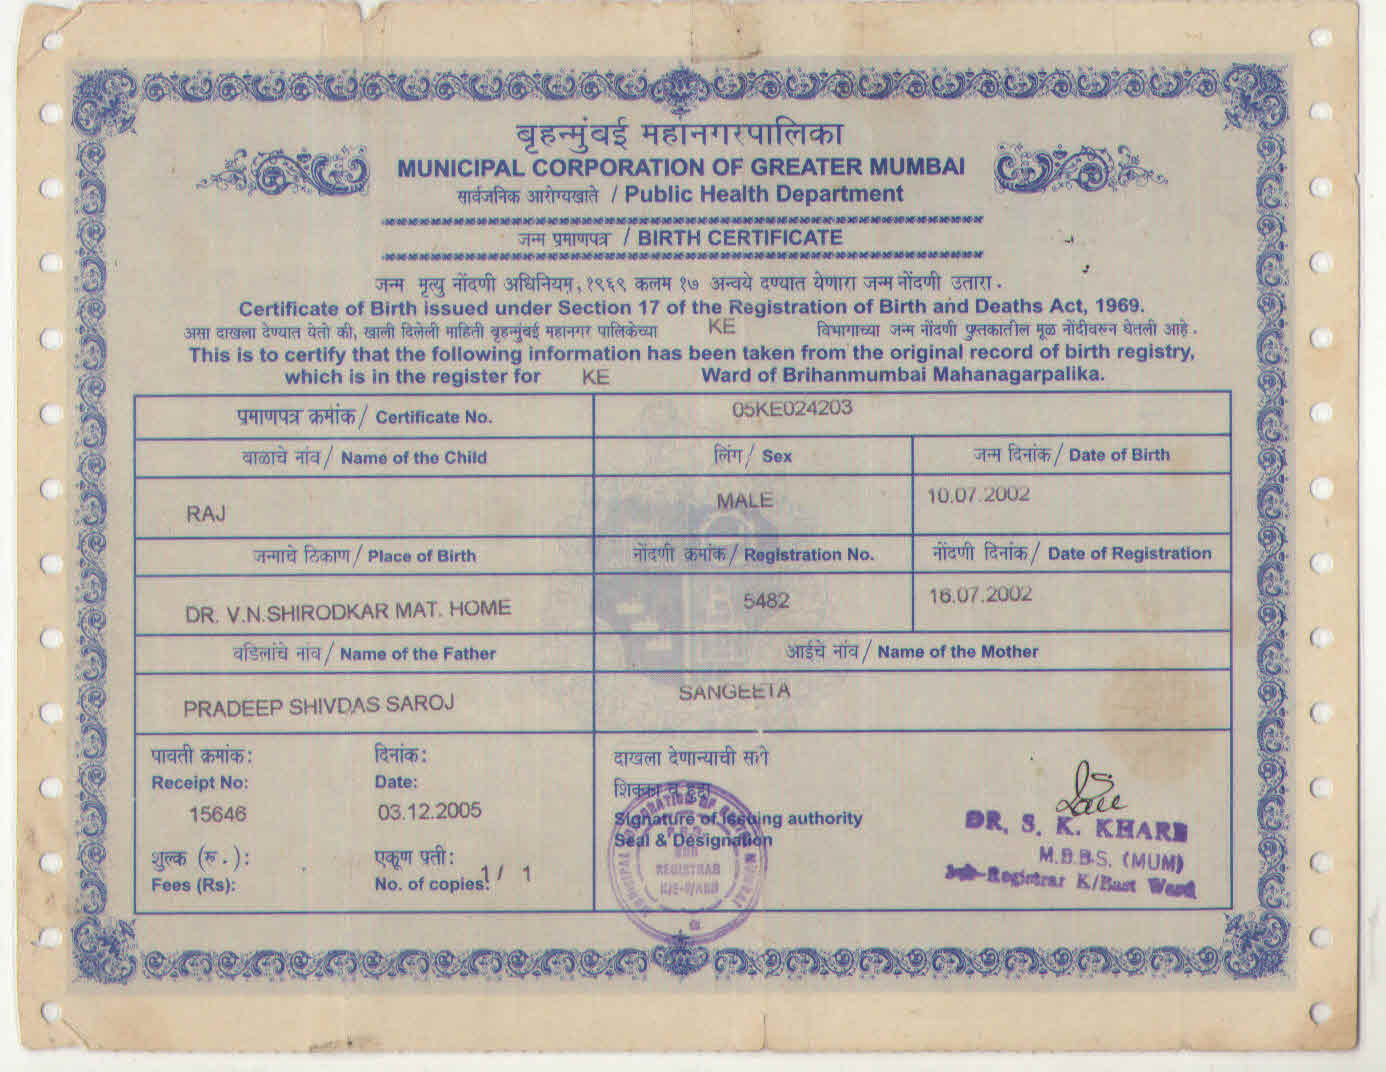 बृहन्मुंबई महानगरपालिका
MUNICIPAL CORPORATION OF GREATER MUMBAI
सार्वजनिक आरोग्यखाते / Public Health Department
जन्म प्रमाणपत्र / BIRTH CERTIFICATE
जन्म मृत्यु नोंदणी अधिनियम, १९६९ कलम १७ अन्वये दण्यात येणारा जन्म नोंदणी उतारा.
Certificate of Birth issued under Section 17 of the Registration of Birth and Deaths Act, 1969.
असा दाखला देण्यात येतो की, खाली दिलेली माहिती बृहन्मुंबई महानगर पालिकेच्या KE विभागाच्या जन्म नोंदणी पुस्तकातील मूळ नोंदीवरुन घेतली आहे.
This is to certify that the following information has been taken from the original record of birth registry,
which is in the register for KE Ward of Brihanmumbai Mahanagarpalika.
प्रमाणपत्र क्रमांक / Certificate No. 05KE024203
वाळाचे नांव / Name of the Child लिंग / Sex जन्म दिनांक / Date of Birth
RAJ MALE 10.07.2002
जन्माचे ठिकाण / Place of Birth नोंदणी क्रमांक / Registration No. नोंदणी दिनांक / Date of Registration
DR. V.N.SHIRODKAR MAT. HOME 5482 16.07.2002
वडिलांचे नांव / Name of the Father आईचे नांव / Name of the Mother
PRADEEP SHIVDAS SAROJ SANGEETA
पावती क्रमांक: दिनांक: दाखला देणान्याची
Receipt No: Date: शिक्का व हुद्दा
15646 03.12.2005 Signature of issuing authority
Seal & Designation
शुल्क (रु.): एकूण प्रती:
Fees (Rs): No. of copies: 1 / 1
REGISTRAR
DR. S. K. KHARE
M.B.B.S. (MUM)
Sub-Registrar K/East Ward